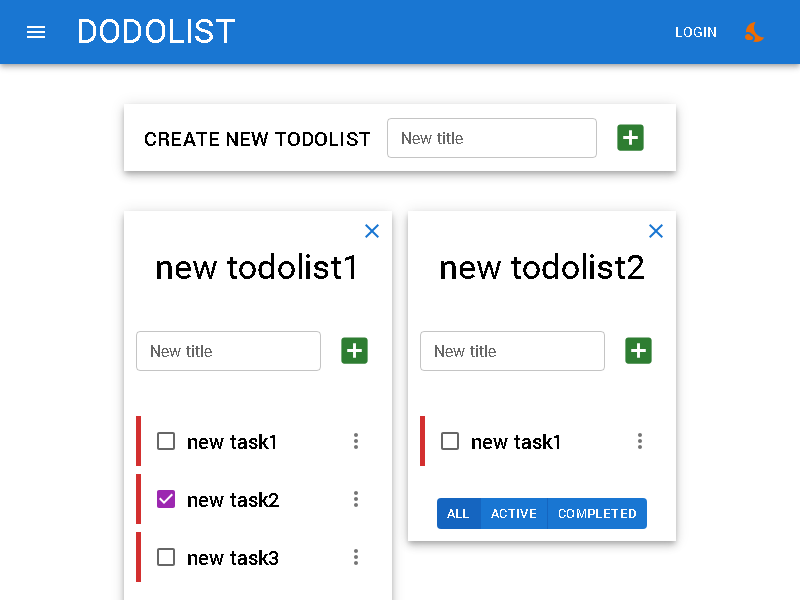 DODOLIST
LOGIN
CREATE NEW TODOLIST
New title
new todolist1
New title
new task1
new task2
new task3
new todolist2
New title
new task1
ALL
ACTIVE
COMPLETED